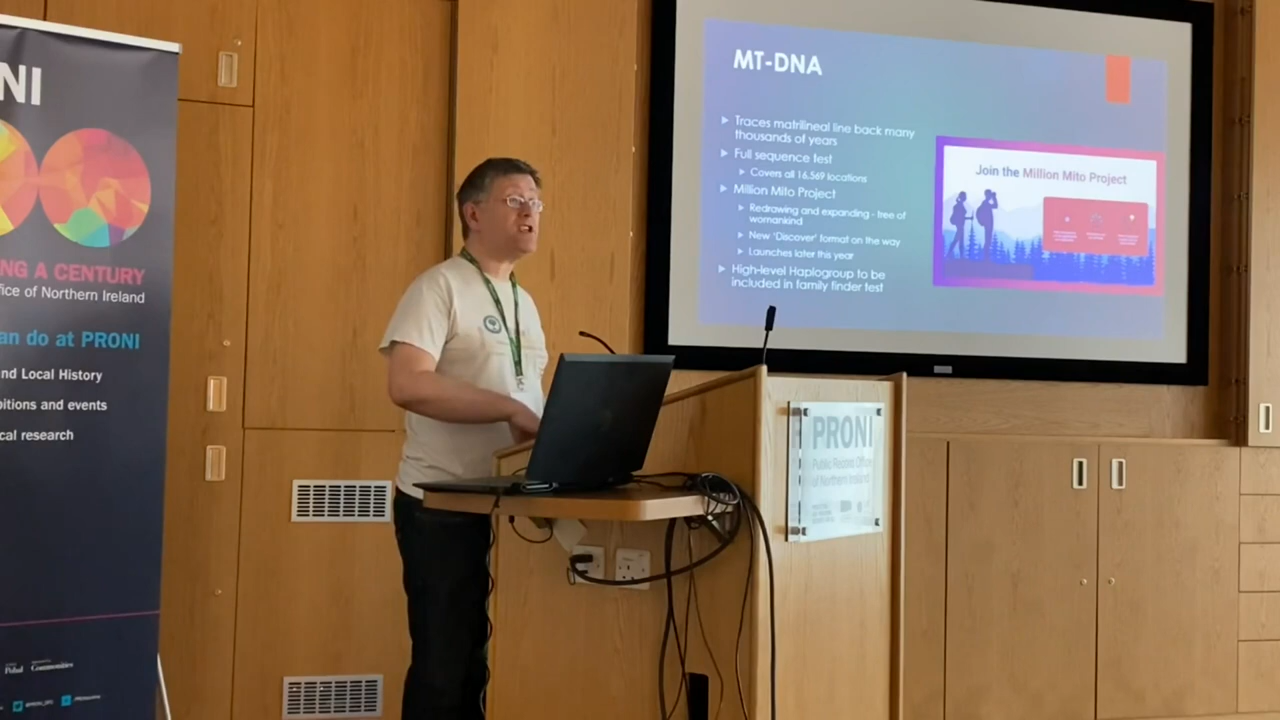 NI
NG A CENTURY
fice of Northern Ireland
an do at PRONI
nd Local History
bitions and events
cal research
Communities
MT-DNA
Traces matrilineal line back many
thousands of years
Full sequence test
Covers all 16,569 locations
Million Mito Project
Redrawing and expanding - tree of
womankind
New 'Discover' format on the way
Launches later this year
High-level Haplogroup to be
included in family finder test
Join the Million Mito Project
PRONI
Public Records Office
of Northern Ireland